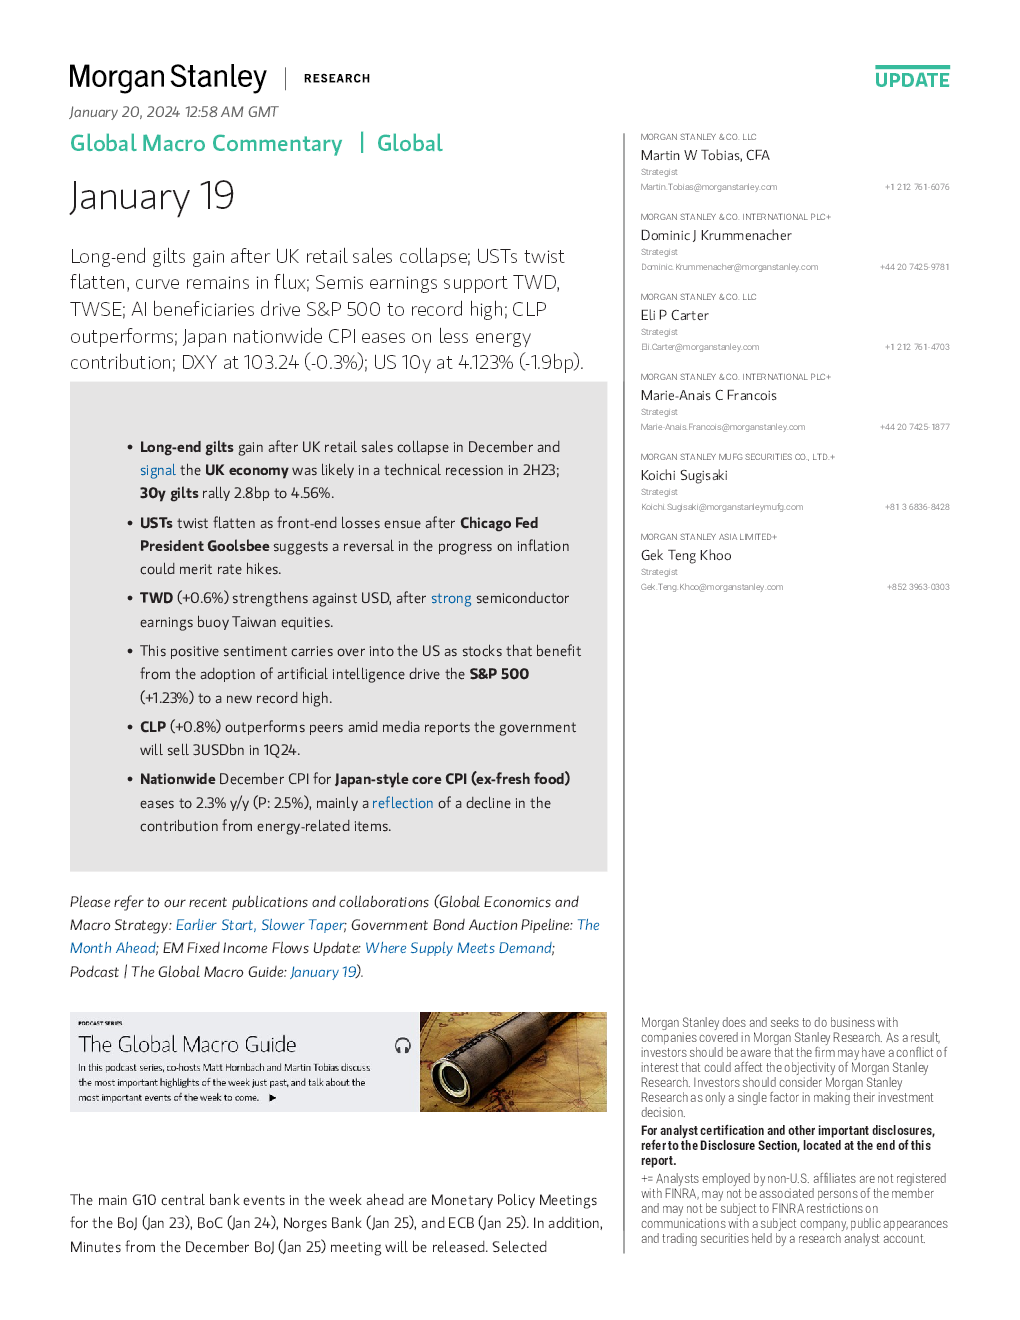 Morgan Stanley | RESEARCH
UPDATE
January 20, 2024 12:58 AM GMT
Global Macro Commentary | Global
January 19
Long-end gilts gain after UK retail sales collapse; USTs twist
flatten, curve remains in flux; Semis earnings support TWD,
TWSE; AI beneficiaries drive S&P 500 to record high; CLP
outperforms; Japan nationwide CPI eases on less energy
contribution; DXY at 103.24 (-0.3%); US 10y at 4.123% (-1.9bp).
• Long-end gilts gain after UK retail sales collapse in December and
signal the UK economy was likely in a technical recession in 2H23;
30y gilts rally 2.8bp to 4.56%.
• USTs twist flatten as front-end losses ensue after Chicago Fed
President Goolsbee suggests a reversal in the progress on inflation
could merit rate hikes.
• TWD (+0.6%) strengthens against USD, after strong semiconductor
earnings buoy Taiwan equities.
• This positive sentiment carries over into the US as stocks that benefit
from the adoption of artificial intelligence drive the S&P 500
(+1.23%) to a new record high.
• CLP (+0.8%) outperforms peers amid media reports the government
will sell 3USDbn in 1Q24.
• Nationwide December CPI for Japan-style core CPI (ex-fresh food)
eases to 2.3% y/y (P: 2.5%), mainly a reflection of a decline in the
contribution from energy-related items.
Please refer to our recent publications and collaborations (Global Economics and
Macro Strategy: Earlier Start, Slower Taper; Government Bond Auction Pipeline: The
Month Ahead; EM Fixed Income Flows Update: Where Supply Meets Demand;
Podcast | The Global Macro Guide: January 19).
PODCAST SERIES
The Global Macro Guide
In this podcast series, co-hosts Matt Hornbach and Martin Tobias discuss
the most important highlights of the week just past, and talk about the
most important events of the week to come.
The main G10 central bank events in the week ahead are Monetary Policy Meetings
for the BoJ (Jan 23), BoC (Jan 24), Norges Bank (Jan 25), and ECB (Jan 25). In addition,
Minutes from the December BoJ (Jan 25) meeting will be released. Selected
MORGAN STANLEY & CO. LLC
Martin W Tobias, CFA
Strategist
Martin.Tobias@morganstanley.com +1 212 761-6076
MORGAN STANLEY & CO. INTERNATIONAL PLC+
Dominic J Krummenacher
Strategist
Dominic.Krummenacher@morganstanley.com +44 20 7425-9781
MORGAN STANLEY & CO. LLC
Eli P Carter
Strategist
Eli.Carter@morganstanley.com +1 212 761-4703
MORGAN STANLEY & CO. INTERNATIONAL PLC+
Marie-Anais C Francois
Strategist
Marie-Anais.Francois@morganstanley.com +44 20 7425-1877
MORGAN STANLEY MUFG SECURITIES CO., LTD.+
Koichi Sugisaki
Strategist
Koichi.Sugisaki@morganstanleymufg.com +81 3 6836-8428
MORGAN STANLEY ASIA LIMITED+
Gek Teng Khoo
Strategist
Gek.Teng.Khoo@morganstanley.com +852 3963-0303
Morgan Stanley does and seeks to do business with
companies covered in Morgan Stanley Research. As a result,
investors should be aware that the firm may have a conflict of
interest that could affect the objectivity of Morgan Stanley
Research. Investors should consider Morgan Stanley
Research as only a single factor in making their investment
decision.
For analyst certification and other important disclosures,
refer to the Disclosure Section, located at the end of this
report.
+= Analysts employed by non-U.S. affiliates are not registered
with FINRA, may not be associated persons of the member
and may not be subject to FINRA restrictions on
communications with a subject company, public appearances
and trading securities held by a research analyst account.